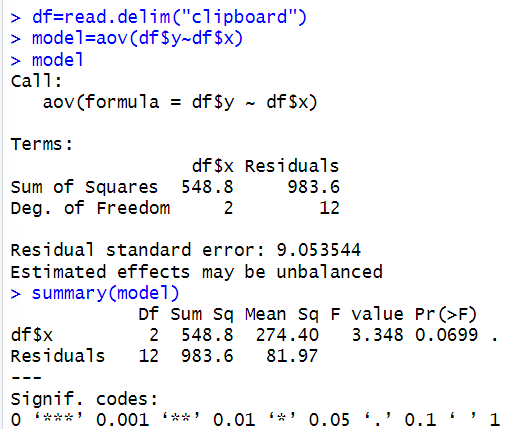 > df=read.delim("clipboard")
> model=aov(df$y~df$x)
> model
Call:
   aov(formula = df$y ~ df$x)

Terms:
                 df$x Residuals
Sum of Squares  548.8     983.6
Deg. of Freedom     2        12

Residual standard error: 9.053544
Estimated effects may be unbalanced
> summary(model)
            Df Sum Sq Mean Sq F value Pr(>F)
df$x         2  548.8  274.40   3.348 0.0699 .
Residuals   12  983.6   81.97
---
Signif. codes:
0 ‘***’ 0.001 ‘**’ 0.01 ‘*’ 0.05 ‘.’ 0.1 ‘ ’ 1